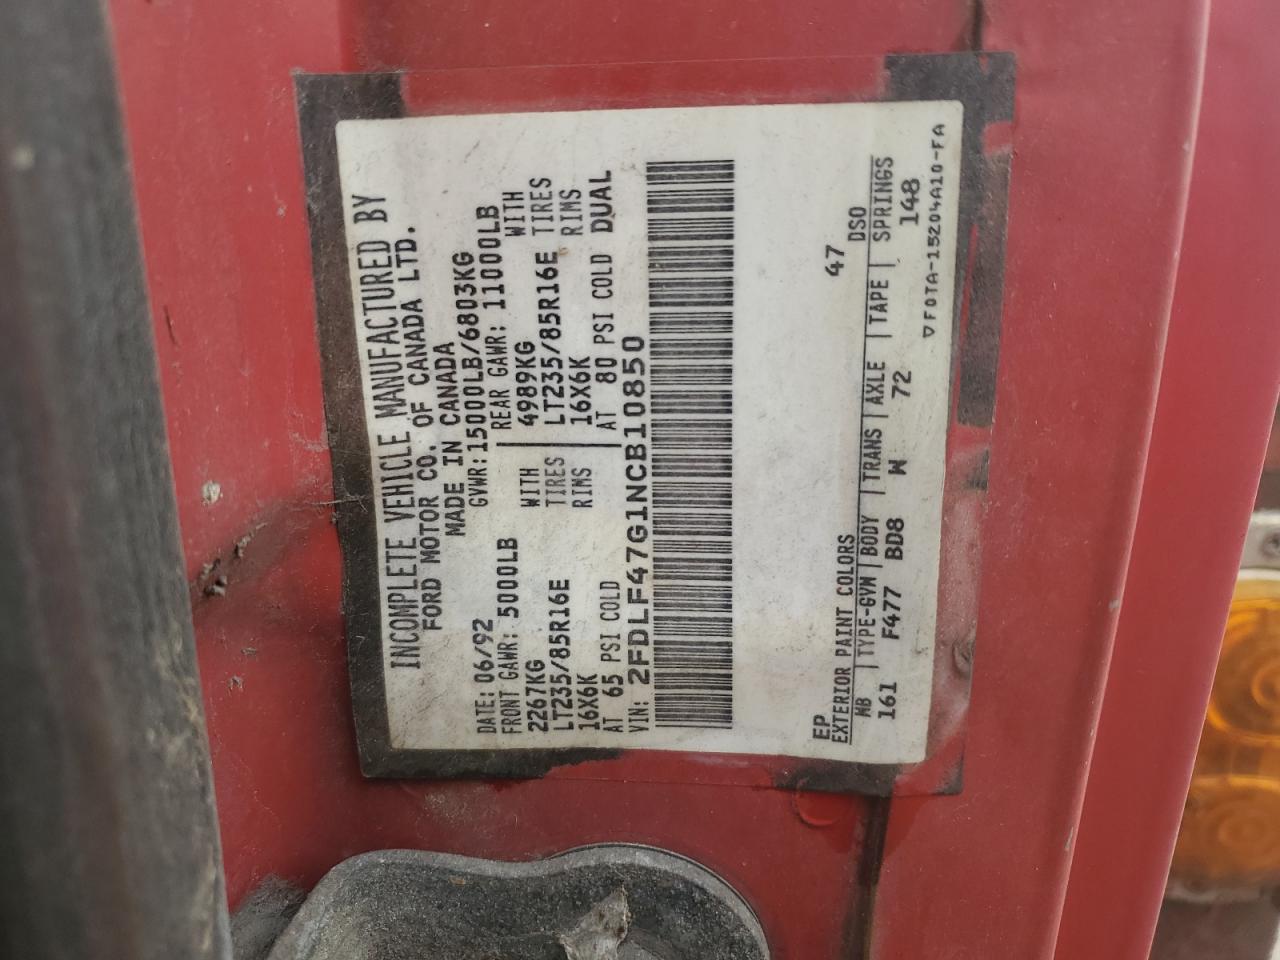 INCOMPLETE VEHICLE MANUFACTURED BY
FORD MOTOR CO. OF CANADA LTD.
MADE IN CANADA
DATE: 06/92 GVWR: 15000LB/6803KG
FRONT GAWR: 5000LB REAR GAWR: 11000LB
2267KG WITH 4989KG WITH
LT235/85R16E TIRES LT235/85R16E TIRES
16X6K RIMS 16X6K RIMS
AT 65 PSI COLD AT 80 PSI COLD DUAL
VIN: 2FDLF47G1NCB10850
EP 47
EXTERIOR PAINT COLORS DSO
WB TYPE-GVM BODY TRANS AXLE TAPE SPRINGS
161 F477 BD8 W 72 148
▽F0TA-15204A10-FA